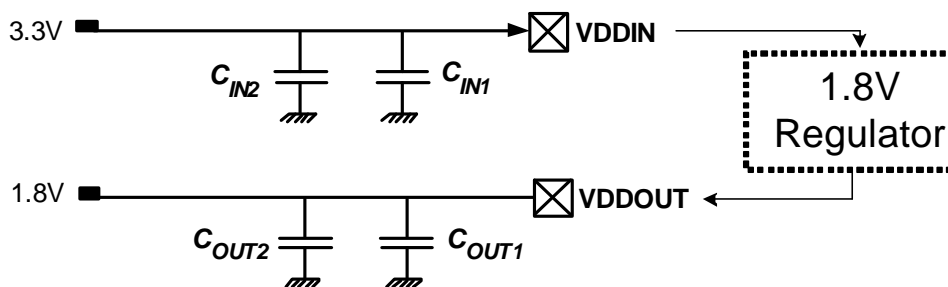 3.3V
VDDIN
C_IN2
C_IN1
1.8V
Regulator
1.8V
VDDOUT
C_OUT2
C_OUT1